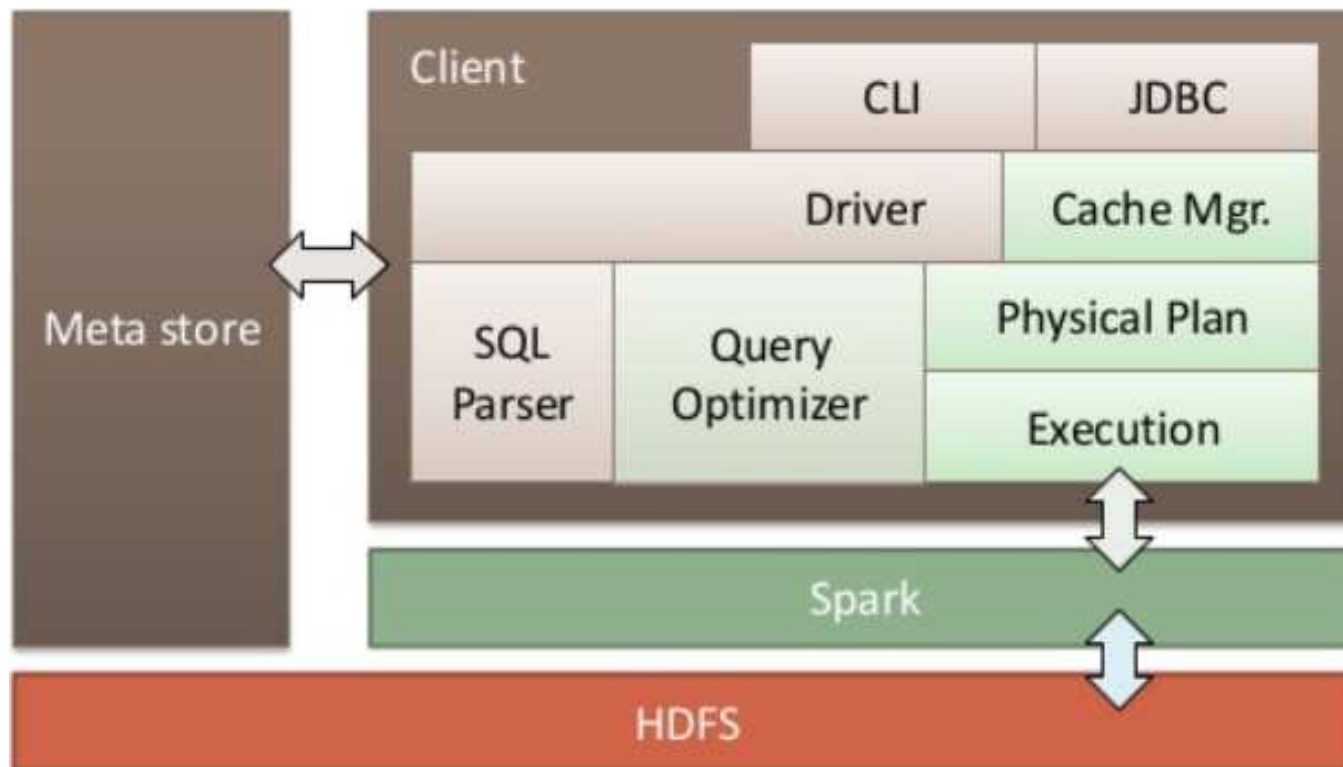 Client
CLI
JDBC
Driver
Cache Mgr.
Meta store
SQL
Parser
Query
Optimizer
Physical Plan
Execution
Spark
HDFS